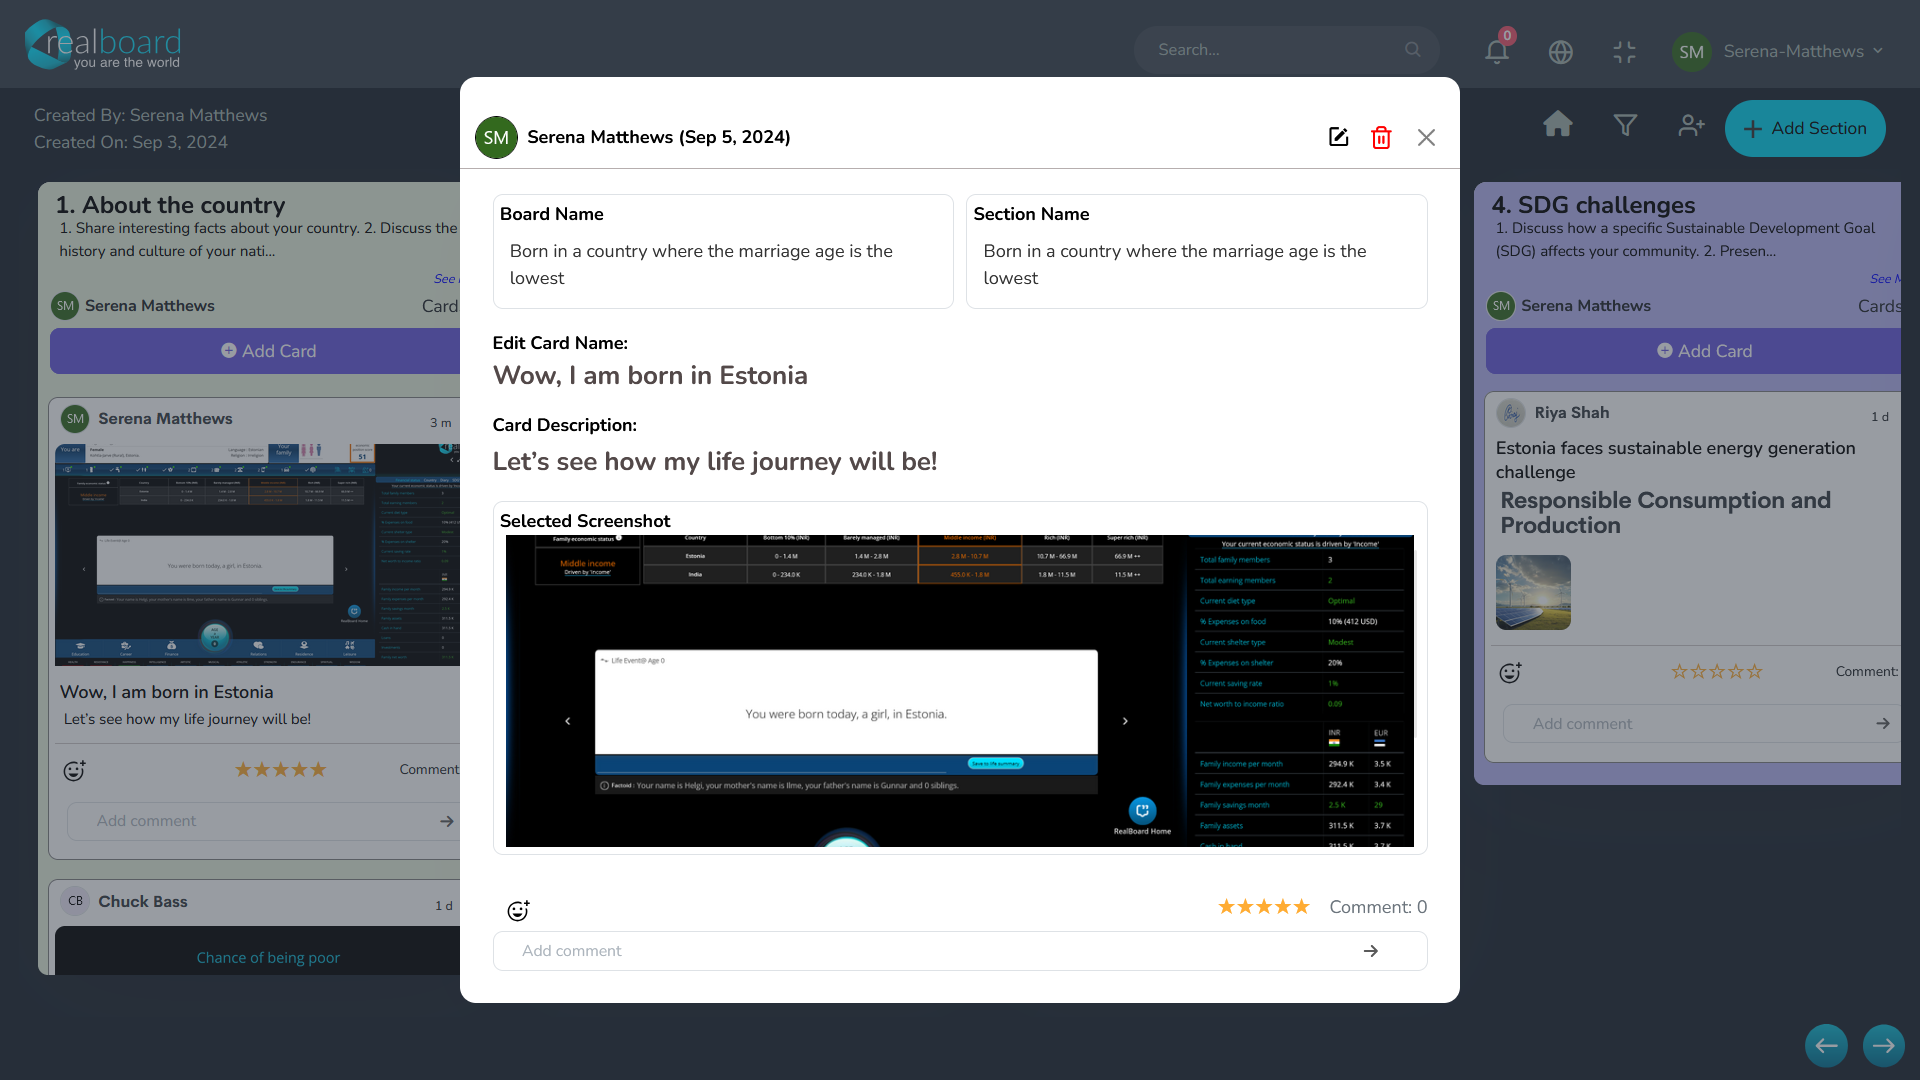 realboard
you are the world
Search...
0
SM
Serena-Matthews
Created By: Serena Matthews
Created On: Sep 3, 2024
Add Section
1. About the country
1. Share interesting facts about your country. 2. Discuss the
history and culture of your nati...
See
SM Serena Matthews
Card
Add Card
SM Serena Matthews
3 m
You were born today, a girl, in Estonia.
Wow, I am born in Estonia
Let's see how my life journey will be!
Comment
Add comment
CB Chuck Bass
1 d
Chance of being poor
SM Serena Matthews (Sep 5, 2024)
Board Name
Born in a country where the marriage age is the
lowest
Section Name
Born in a country where the marriage age is the
lowest
Edit Card Name:
Wow, I am born in Estonia
Card Description:
Let's see how my life journey will be!
Selected Screenshot
Family economic status
Middle income
Driven by 'Income'
Country Bottom 10% (INR) Barely managed (INR) Middle income (INR) Rich (INR) Super rich (INR)
Estonia 0 - 1.4 M 1.4 M - 2.8 M 2.8 M - 10.7 M 10.7 M - 66.9 M 66.9 M ++
India 0 - 234.0 K 234.0 K - 1.8 M 455.0 K - 1.8 M 1.8 M - 11.5 M 11.5 M ++
Life Event@ Age 0
You were born today, a girl, in Estonia.
Save to life summary
Factoid : Your name is Helgi, your mother's name is Ilme, your father's name is Gunnar and 0 siblings.
RealBoard Home
Your current economic status is driven by 'Income'
Total family members 3
Total earning members 2
Current diet type Optimal
% Expenses on food 10% (412 USD)
Current shelter type Modest
% Expenses on shelter 20%
Current saving rate 1%
Net worth to income ratio 0.09
INR EUR
Family income per month 294.9 K 3.5 K
Family expenses per month 292.4 K 3.4 K
Family savings month 2.5 K 29
Family assets 311.5 K 3.7 K
Cash in hand 311.5 K 3.7 K
Comment: 0
Add comment
4. SDG challenges
1. Discuss how a specific Sustainable Development Goal
(SDG) affects your community. 2. Presen...
See M
SM Serena Matthews
Cards
Add Card
Riya Shah
1 d
Estonia faces sustainable energy generation
challenge
Responsible Consumption and
Production
Comment:
Add comment